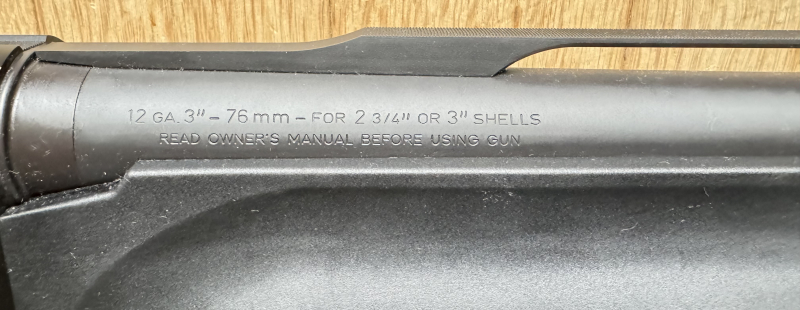 12 GA. 3" – 76 mm – FOR 2 3/4" OR 3" SHELLS
READ OWNER'S MANUAL BEFORE USING GUN